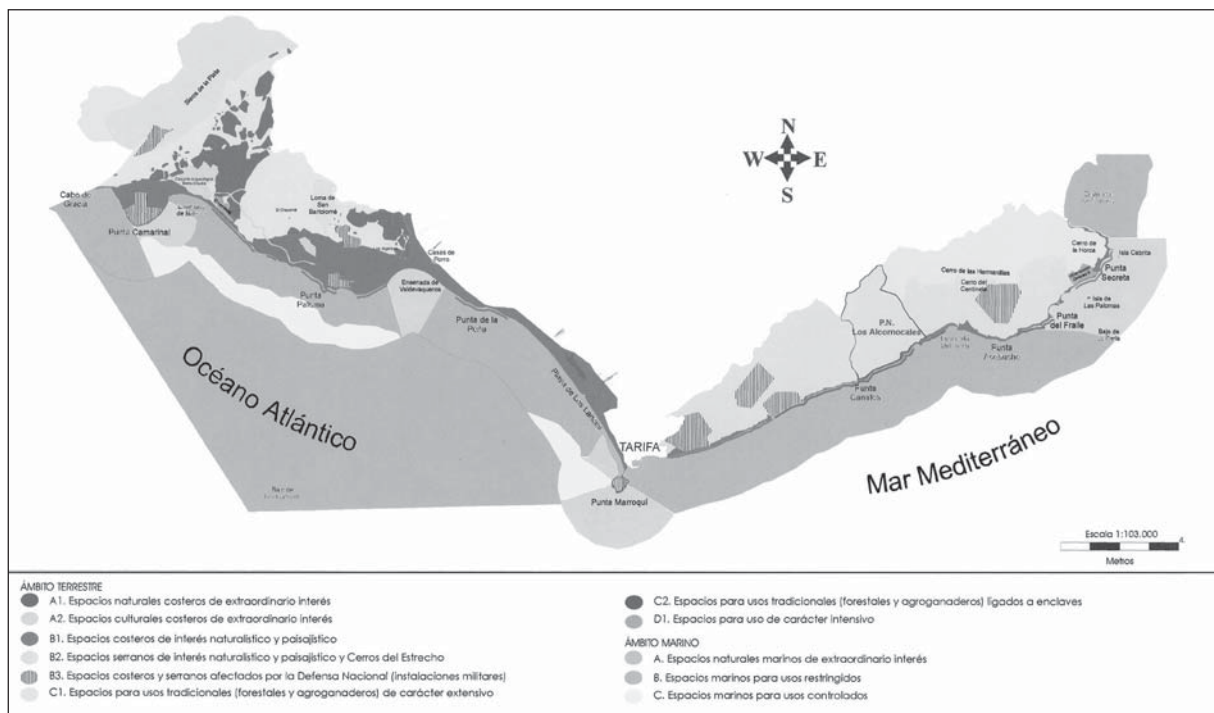 Sierra de la Plata
N
W E
S
Cabo de
Gracia
Punta Camarinal
Loma de
San
Bartolomé
Casas de
Porro
Ensenada de
Valdevaqueros
Punta
Paloma
Punta de la
Peña
Playa de Los Lances
Océano Atlántico
TARIFA
Punta Marroquí
P.N.
Los Alcornocales
Cerro de las Hermanillas
Cerro del
Centinela
Cerro de
la Horca
Isla Cabrita
Punta
Secreta
Isla de
Las Palomas
Punta
del Fraile
Punta
Canales
Mar Mediterráneo
Escala 1:103.000
4
Metros
ÁMBITO TERRESTRE
A1. Espacios naturales costeros de extraordinario interés
A2. Espacios culturales costeros de extraordinario interés
B1. Espacios costeros de interés naturalístico y paisajístico
B2. Espacios serranos de interés naturalístico y paisajístico y Cerros del Estrecho
B3. Espacios costeros y serranos afectados por la Defensa Nacional (instalaciones militares)
C1. Espacios para usos tradicionales (forestales y agroganaderos) de carácter extensivo
C2. Espacios para usos tradicionales (forestales y agroganaderos) ligados a enclaves
D1. Espacios para uso de carácter intensivo
ÁMBITO MARINO
A. Espacios naturales marinos de extraordinario interés
B. Espacios marinos para usos restringidos
C. Espacios marinos para usos controlados